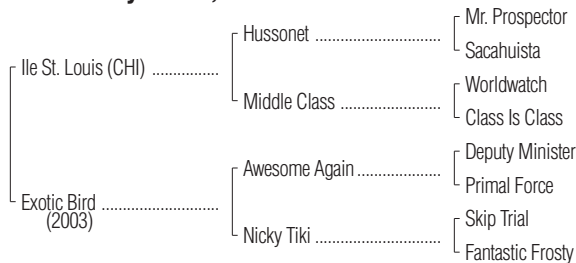 Hussonet
Mr. Prospector
Sacahuista
Ile St. Louis (CHI)
Middle Class
Worldwatch
Class Is Class
Awesome Again
Deputy Minister
Primal Force
Exotic Bird
(2003)
Nicky Tiki
Skip Trial
Fantastic Frosty